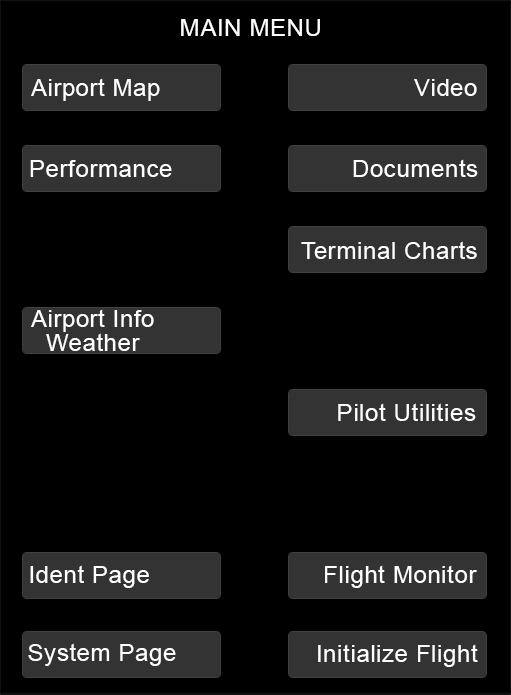 MAIN MENU
Airport Map
Video
Performance
Documents
Terminal Charts
Airport Info
Weather
Pilot Utilities
Ident Page
Flight Monitor
System Page
Initialize Flight